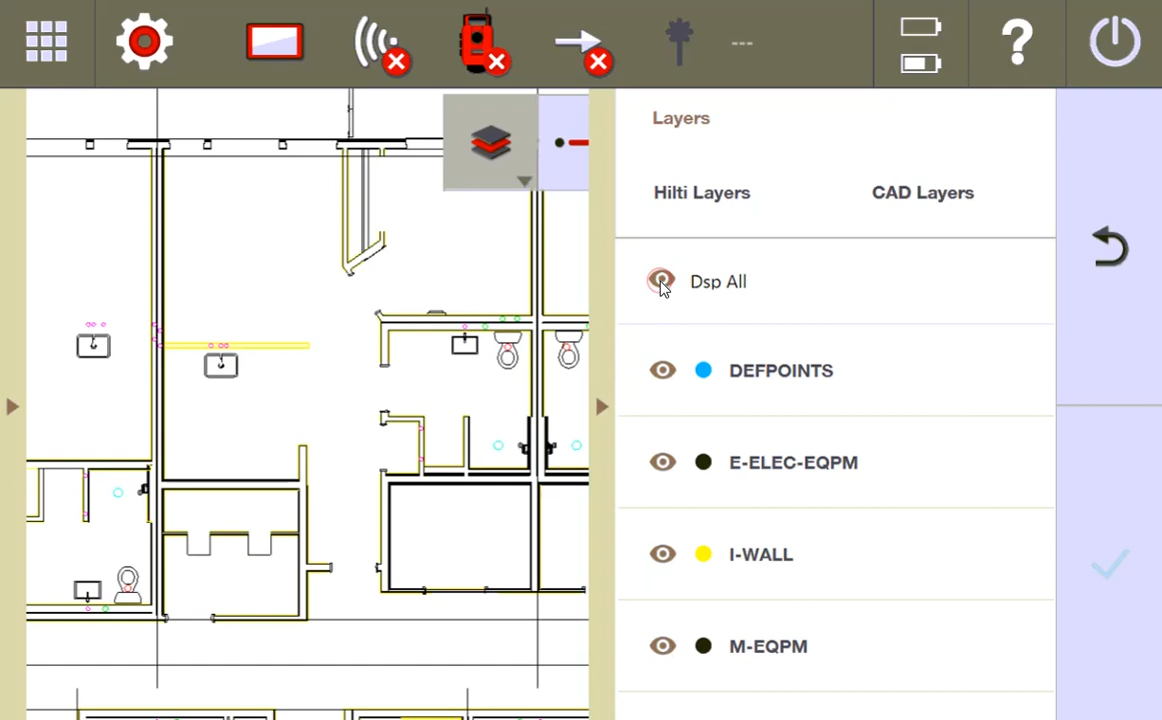 ?
---
Layers
Hilti Layers CAD Layers
Dsp All
DEFPOINTS
E-ELEC-EQPM
I-WALL
M-EQPM